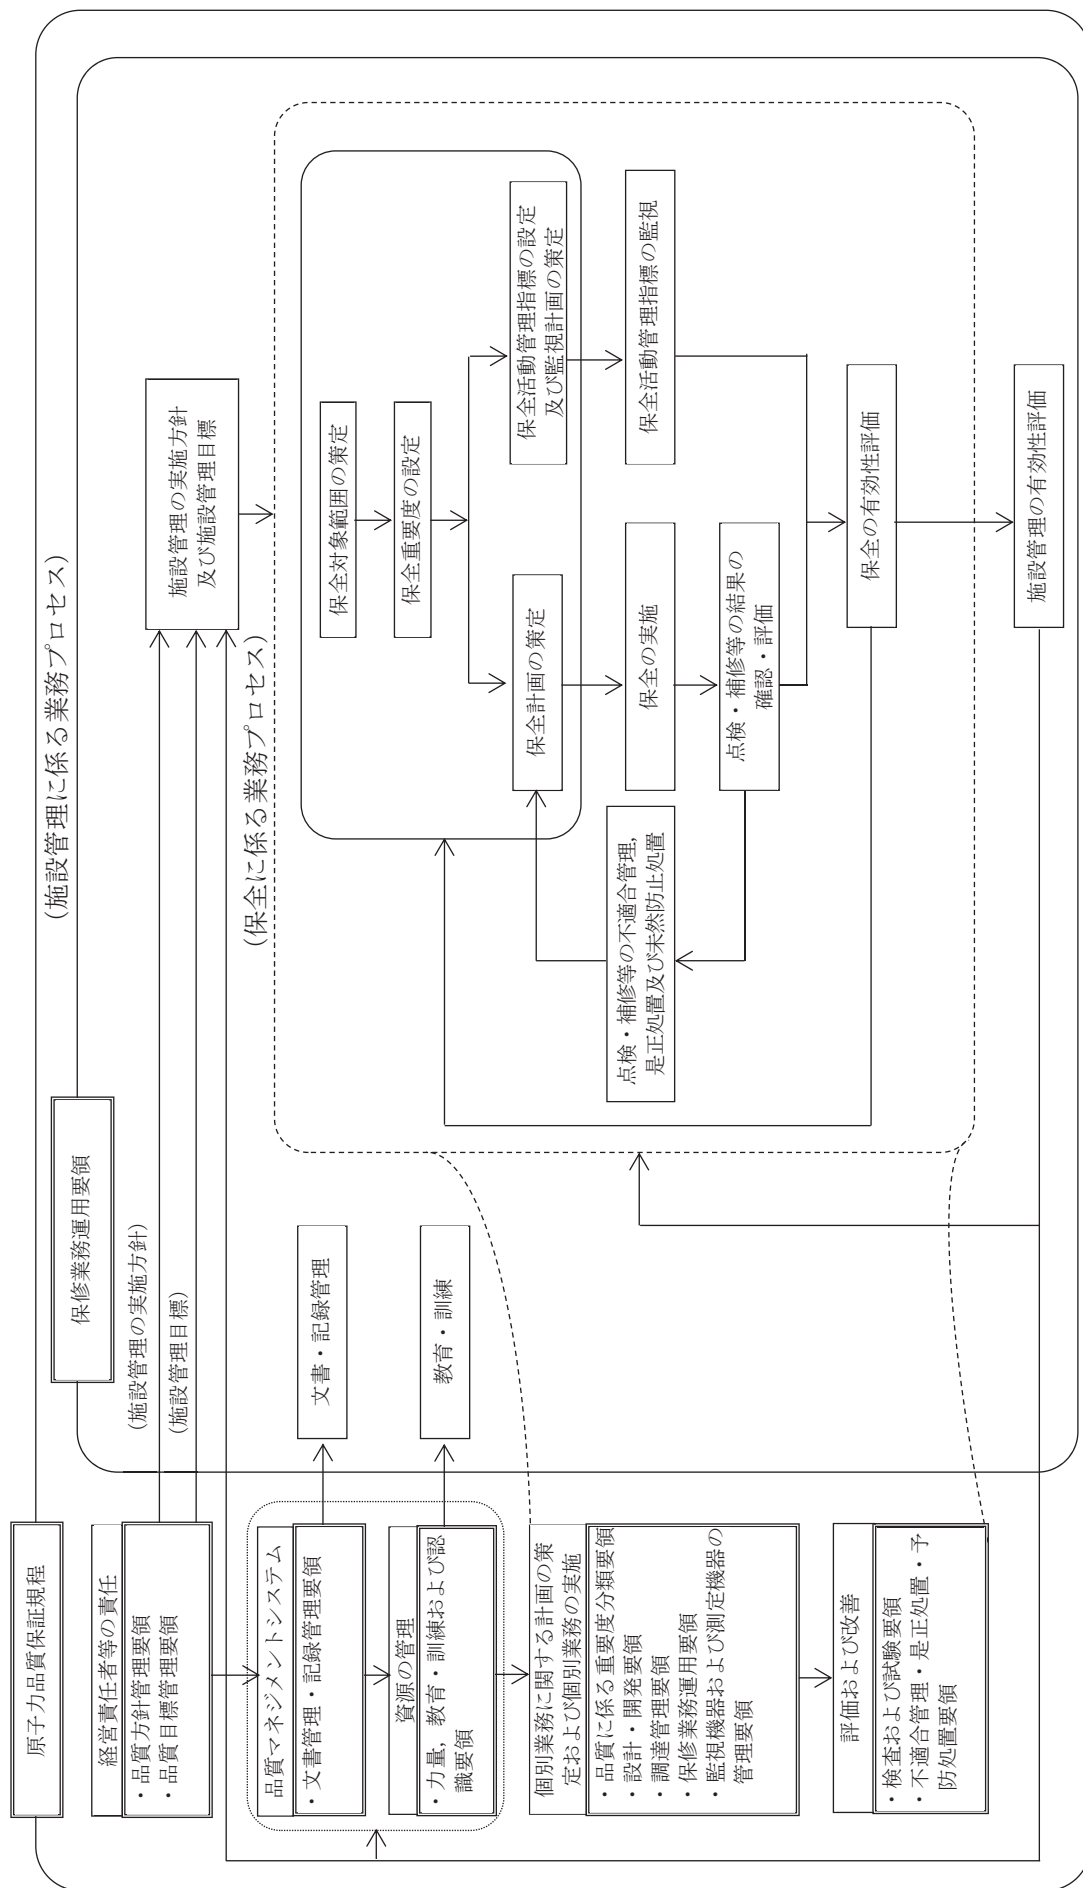 原子力品質保証規程
経営責任者等の責任
・品質方針管理要領
・品質目標管理要領
品質マネジメントシステム
・文書管理・記録管理要領
資源の管理
・力量，教育・訓練および認
識要領
個別業務に関する計画の策
定および個別業務の実施
・品質に係る重要度分類要領
・設計・開発要領
・調達管理要領
・保修業務運用要領
・監視機器および測定機器の
管理要領
評価および改善
・検査および試験要領
・不適合管理・是正処置・予
防処置要領
(施設管理に係る業務プロセス)
保修業務運用要領
(施設管理の実施方針)
(施設管理目標)
文書・記録管理
教育・訓練
施設管理の実施方針
及び施設管理目標
(保全に係る業務プロセス)
保全対象範囲の策定
保全重要度の設定
保全計画の策定
保全活動管理指標の設定
及び監視計画の策定
保全の実施
保全活動管理指標の監視
点検・補修等の不適合管理，
是正処置及び未然防止処置
点検・補修等の結果の
確認・評価
保全の有効性評価
施設管理の有効性評価